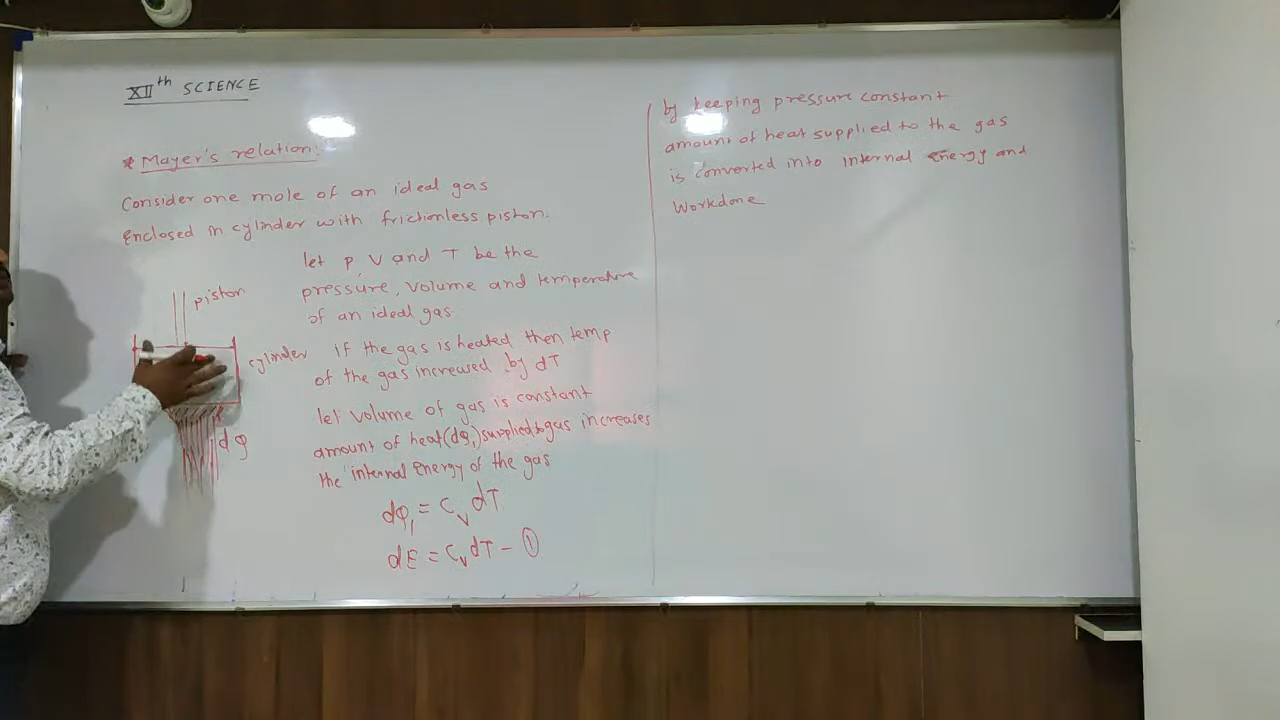 XIIth SCIENCE
* Mayer's relation:
Consider one mole of an ideal gas
Enclosed in cylinder with frictionless piston.
let P, V and T be the
pressure, volume and temperature
of an ideal gas.
piston
cylinder
dQ
if the gas is heated then temp
of the gas increased by dT
let volume of gas is constant
amount of heat (dQ1) supplied to gas increases
the internal Energy of the gas
dQ1 = Cv dT
dE = Cv dT - ①
by keeping pressure constant
amount of heat supplied to the gas
is converted into internal energy and
Workdone